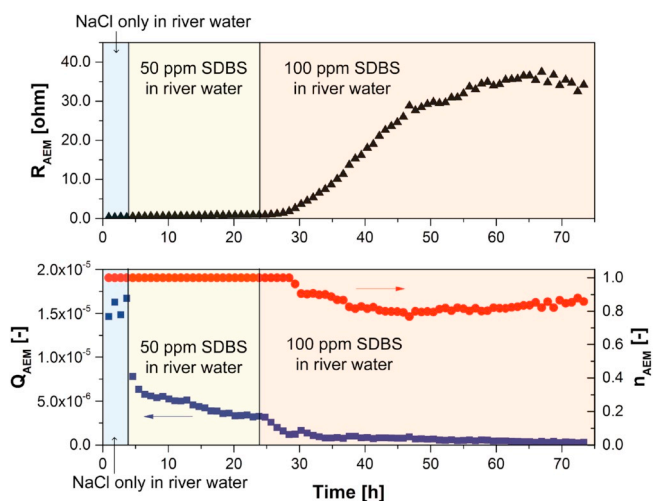 NaCl only in river water
40.0
50 ppm SDBS
in river water
100 ppm SDBS
in river water
30.0
20.0
10.0
0.0
R_AEM [ohm]
0 10 20 30 40 50 60 70
2.0x10⁻⁵
1.5x10⁻⁵
1.0x10⁻⁵
5.0x10⁻⁶
0.0
Q_AEM [-]
50 ppm SDBS
in river water
100 ppm SDBS
in river water
1.0
0.8
0.6
0.4
0.2
0.0
n_AEM [-]
0 10 20 30 40 50 60 70
NaCl only in river water
Time [h]